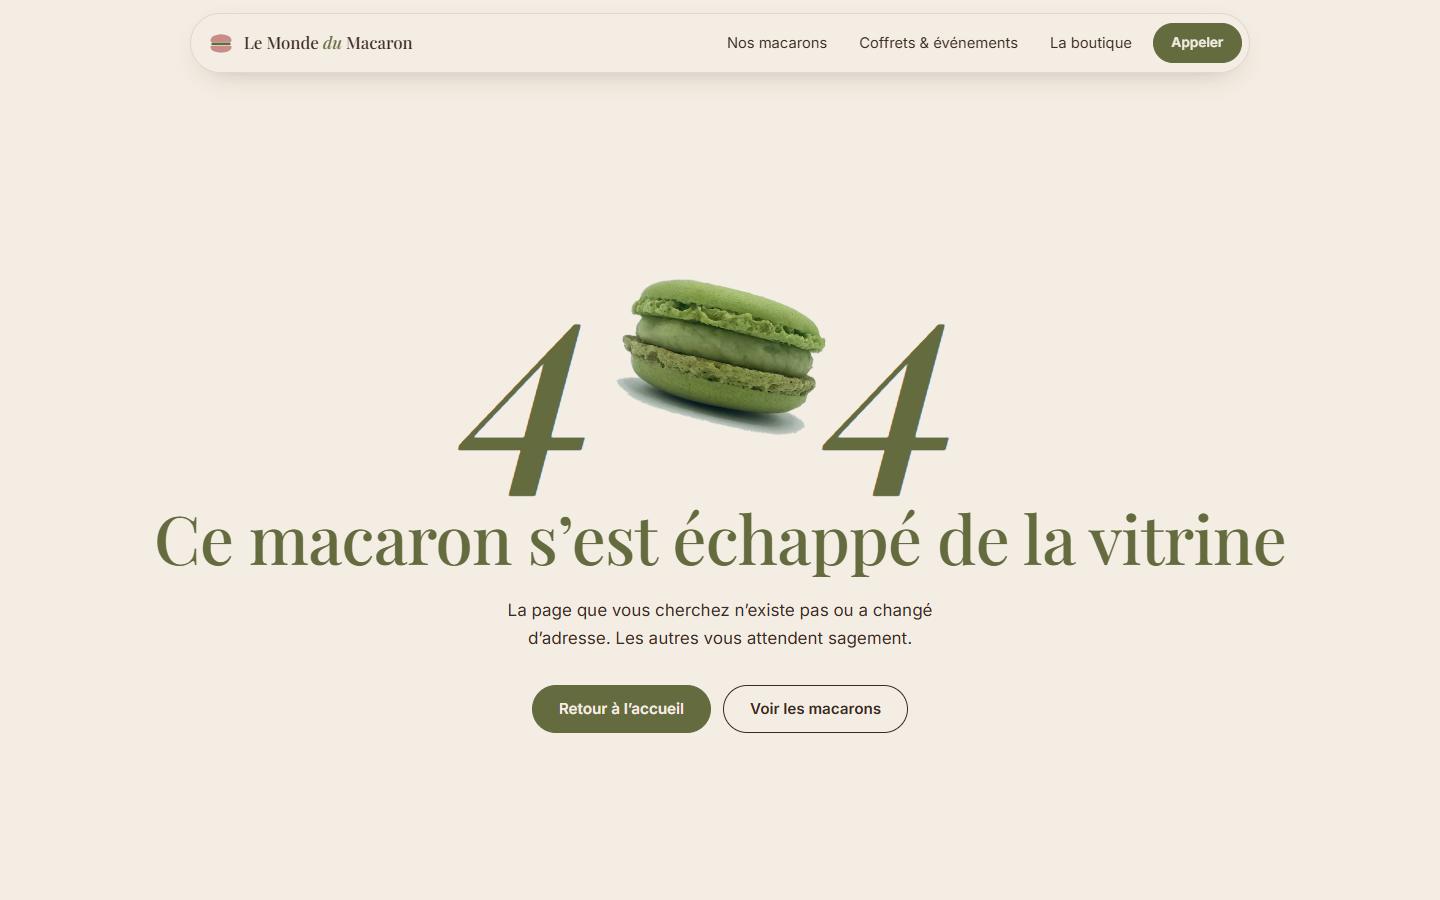 Le Monde du Macaron
Nos macarons
Coffrets & événements
La boutique
Appeler
4 4
Ce macaron s’est échappé de la vitrine
La page que vous cherchez n’existe pas ou a changé
d’adresse. Les autres vous attendent sagement.
Retour à l’accueil
Voir les macarons